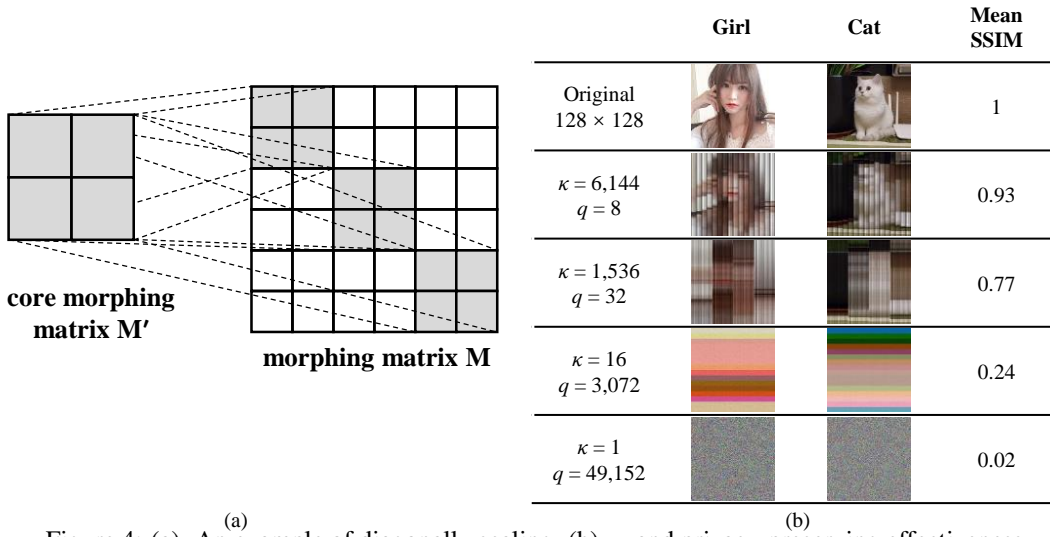 core morphing
matrix M′
morphing matrix M
(a)
Girl Cat Mean
SSIM
Original
128 × 128
1
κ = 6,144
q = 8
0.93
κ = 1,536
q = 32
0.77
κ = 16
q = 3,072
0.24
κ = 1
q = 49,152
0.02
(b)